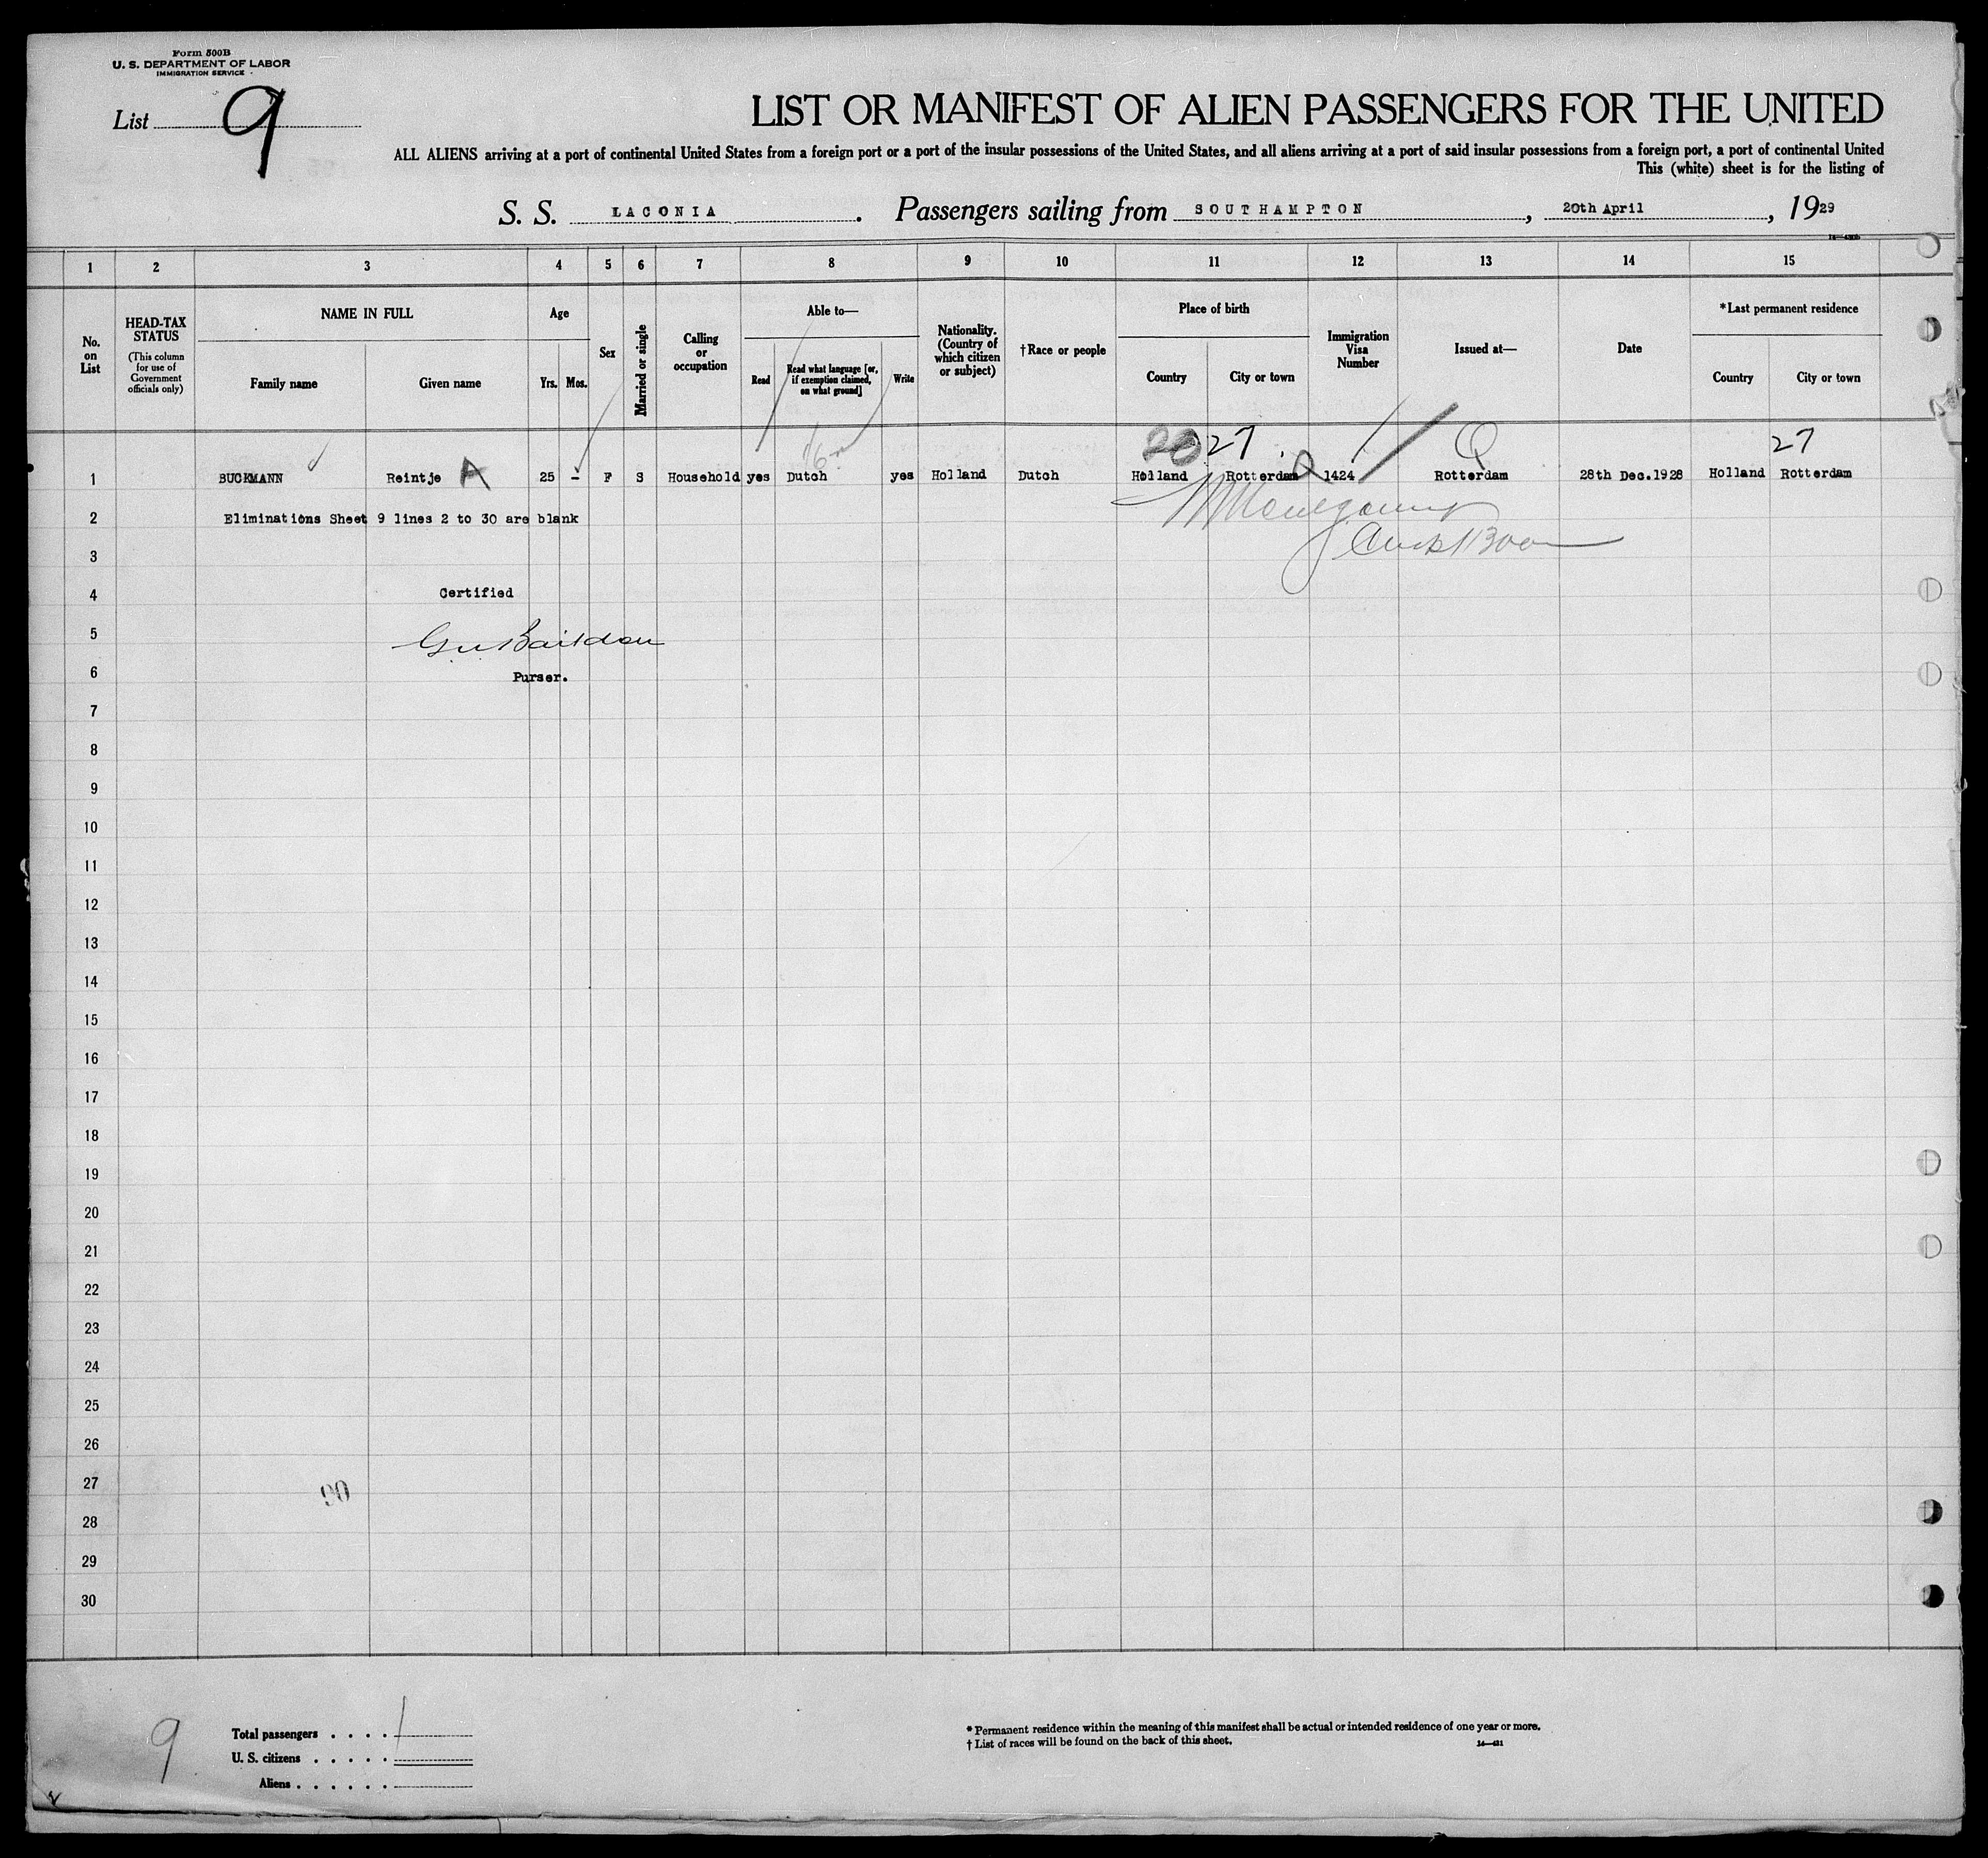 Form 500B
U. S. DEPARTMENT OF LABOR
IMMIGRATION SERVICE
List 9
LIST OR MANIFEST OF ALIEN PASSENGERS FOR THE UNITED
ALL ALIENS arriving at a port of continental United States from a foreign port or a port of the insular possessions of the United States, and all aliens arriving at a port of said insular possessions from a foreign port, a port of continental United
This (white) sheet is for the listing of
S. S. LACONIA. Passengers sailing from SOUTHAMPTON, 20th April, 1929
1 2 3 4 5 6 7 8 9 10 11 12 13 14 15
No. on List
HEAD-TAX STATUS
(This column for use of Government officials only)
NAME IN FULL
Family name
Given name
Age
Yrs. Mos.
Sex
Married or single
Calling or occupation
Able to—
Read
Read what language [or, if exemption claimed, on what ground]
Write
Nationality. (Country of which citizen or subject)
†Race or people
Place of birth
Country
City or town
Immigration Visa Number
Issued at—
Date
*Last permanent residence
Country
City or town
27 27
1 BUCKMANN Reintje A 25 - F S Household yes Dutch yes Holland Dutch Holland Rotterdam 1424 Rotterdam 28th Dec.1928 Holland Rotterdam
2 Eliminations Sheet 9 lines 2 to 30 are blank
3
4 Certified
5
6 Purser.
7
8
9
10
11
12
13
14
15
16
17
18
19
20
21
22
23
24
25
26
27
28
29
30
9
Total passengers . . . . 1
U. S. citizens . . . . .
Aliens . . . . . .
* Permanent residence within the meaning of this manifest shall be actual or intended residence of one year or more.
† List of races will be found on the back of this sheet.